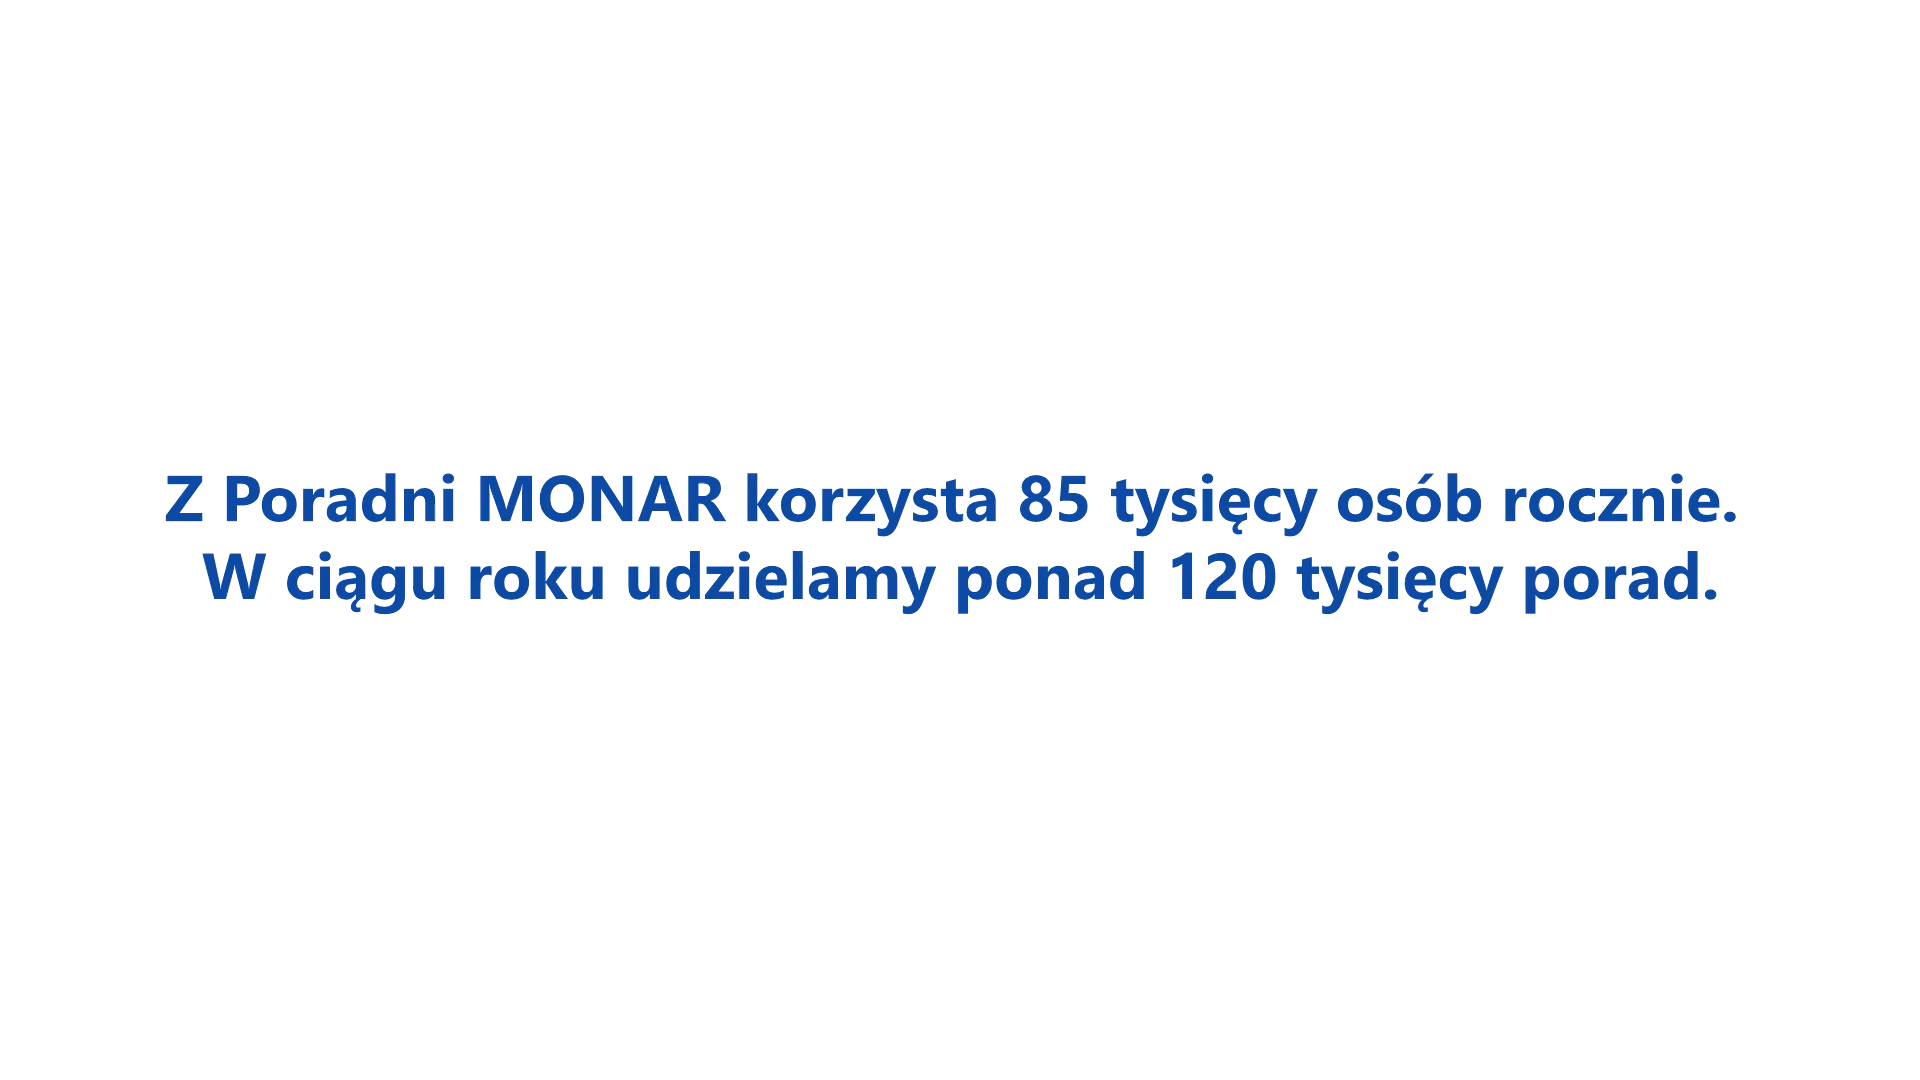 Z Poradni MONAR korzysta 85 tysięcy osób rocznie.
W ciągu roku udzielamy ponad 120 tysięcy porad.